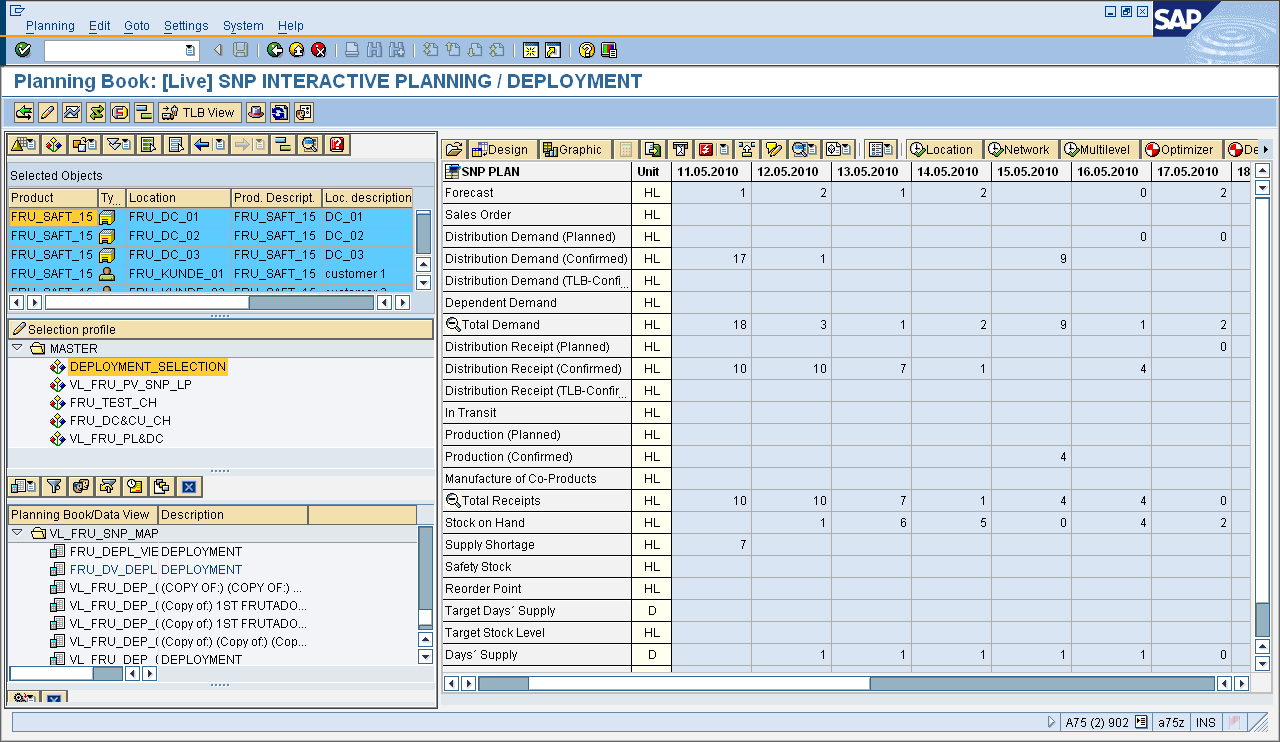 Planning Edit Goto Settings System Help
SAP
Planning Book: [Live] SNP INTERACTIVE PLANNING / DEPLOYMENT
TLB View
Selected Objects
Product Ty... Location Prod. Descript. Loc. description
FRU_SAFT_15 FRU_DC_01 FRU_SAFT_15 DC_01
FRU_SAFT_15 FRU_DC_02 FRU_SAFT_15 DC_02
FRU_SAFT_15 FRU_DC_03 FRU_SAFT_15 DC_03
FRU_SAFT_15 FRU_KUNDE_01 FRU_SAFT_15 customer 1
Selection profile
MASTER
DEPLOYMENT_SELECTION
VL_FRU_PV_SNP_LP
FRU_TEST_CH
FRU_DC&CU_CH
VL_FRU_PL&DC
Planning Book/Data View Description
VL_FRU_SNP_MAP
FRU_DEPL_VIE DEPLOYMENT
FRU_DV_DEPL DEPLOYMENT
VL_FRU_DEP_( (COPY OF:) (COPY OF:) ...
VL_FRU_DEP_( (Copy of:) 1ST FRUTADO...
VL_FRU_DEP_( (Copy of:) 1ST FRUTADO...
VL_FRU_DEP_( (Copy of:) (Copy of:) (Cop...
VL_FRU_DEP_( DEPLOYMENT
Design Graphic Location Network Multilevel Optimizer De
SNP PLAN Unit 11.05.2010 12.05.2010 13.05.2010 14.05.2010 15.05.2010 16.05.2010 17.05.2010 18
Forecast HL 1 2 1 2 0 2
Sales Order HL
Distribution Demand (Planned) HL 0 0
Distribution Demand (Confirmed) HL 17 1 9
Distribution Demand (TLB-Confi... HL
Dependent Demand HL
Total Demand HL 18 3 1 2 9 1 2
Distribution Receipt (Planned) HL 0
Distribution Receipt (Confirmed) HL 10 10 7 1 4
Distribution Receipt (TLB-Confir... HL
In Transit HL
Production (Planned) HL
Production (Confirmed) HL 4
Manufacture of Co-Products HL
Total Receipts HL 10 10 7 1 4 4 0
Stock on Hand HL 1 6 5 0 4 2
Supply Shortage HL 7
Safety Stock HL
Reorder Point HL
Target Days´ Supply D
Target Stock Level HL
Days´ Supply D 1 1 1 1 1 0
A75 (2) 902 a75z INS